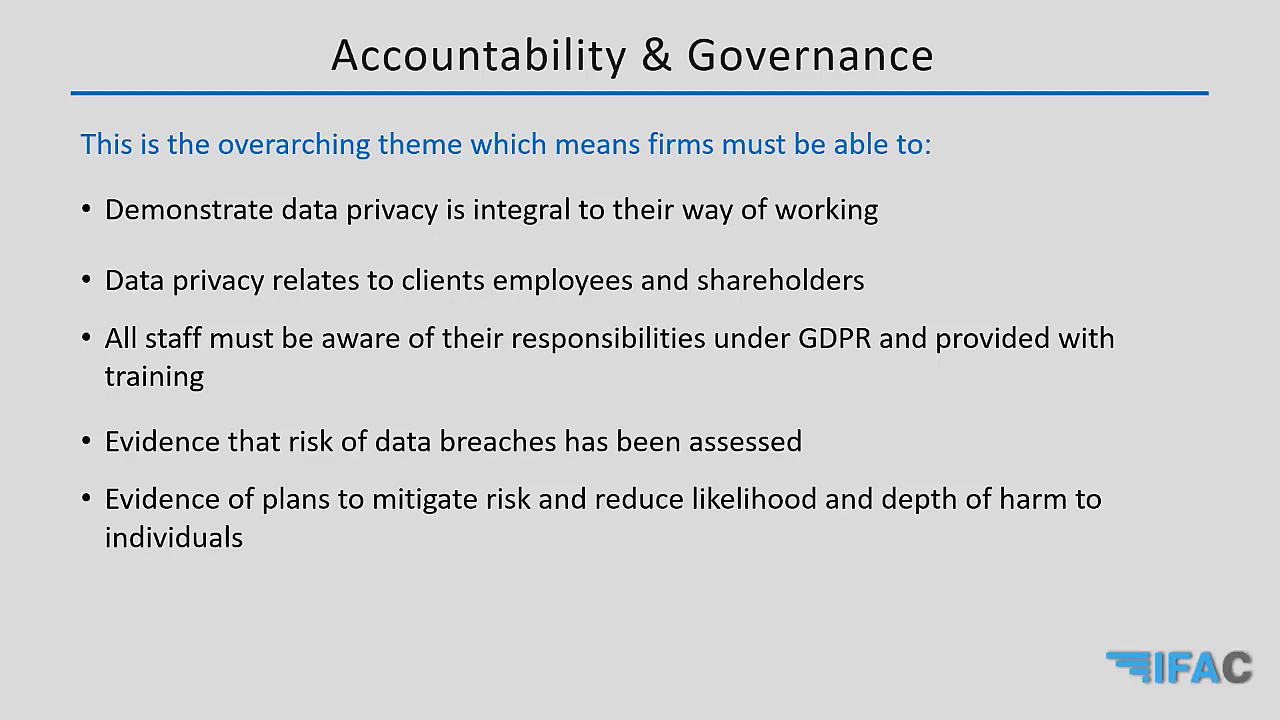 Accountability & Governance
This is the overarching theme which means firms must be able to:
• Demonstrate data privacy is integral to their way of working
• Data privacy relates to clients employees and shareholders
• All staff must be aware of their responsibilities under GDPR and provided with
training
• Evidence that risk of data breaches has been assessed
• Evidence of plans to mitigate risk and reduce likelihood and depth of harm to
individuals
IFAC